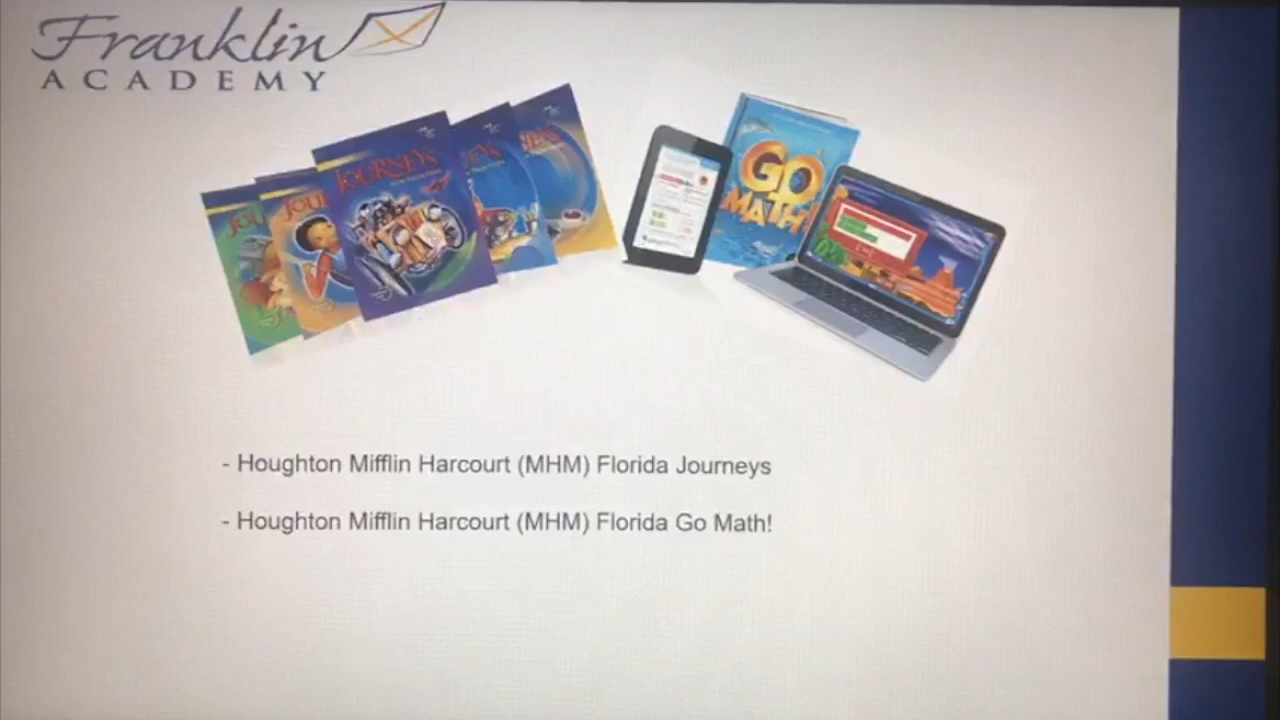 Franklin
ACADEMY
JOURNEYS
GO
MATH!
- Houghton Mifflin Harcourt (MHM) Florida Journeys
- Houghton Mifflin Harcourt (MHM) Florida Go Math!